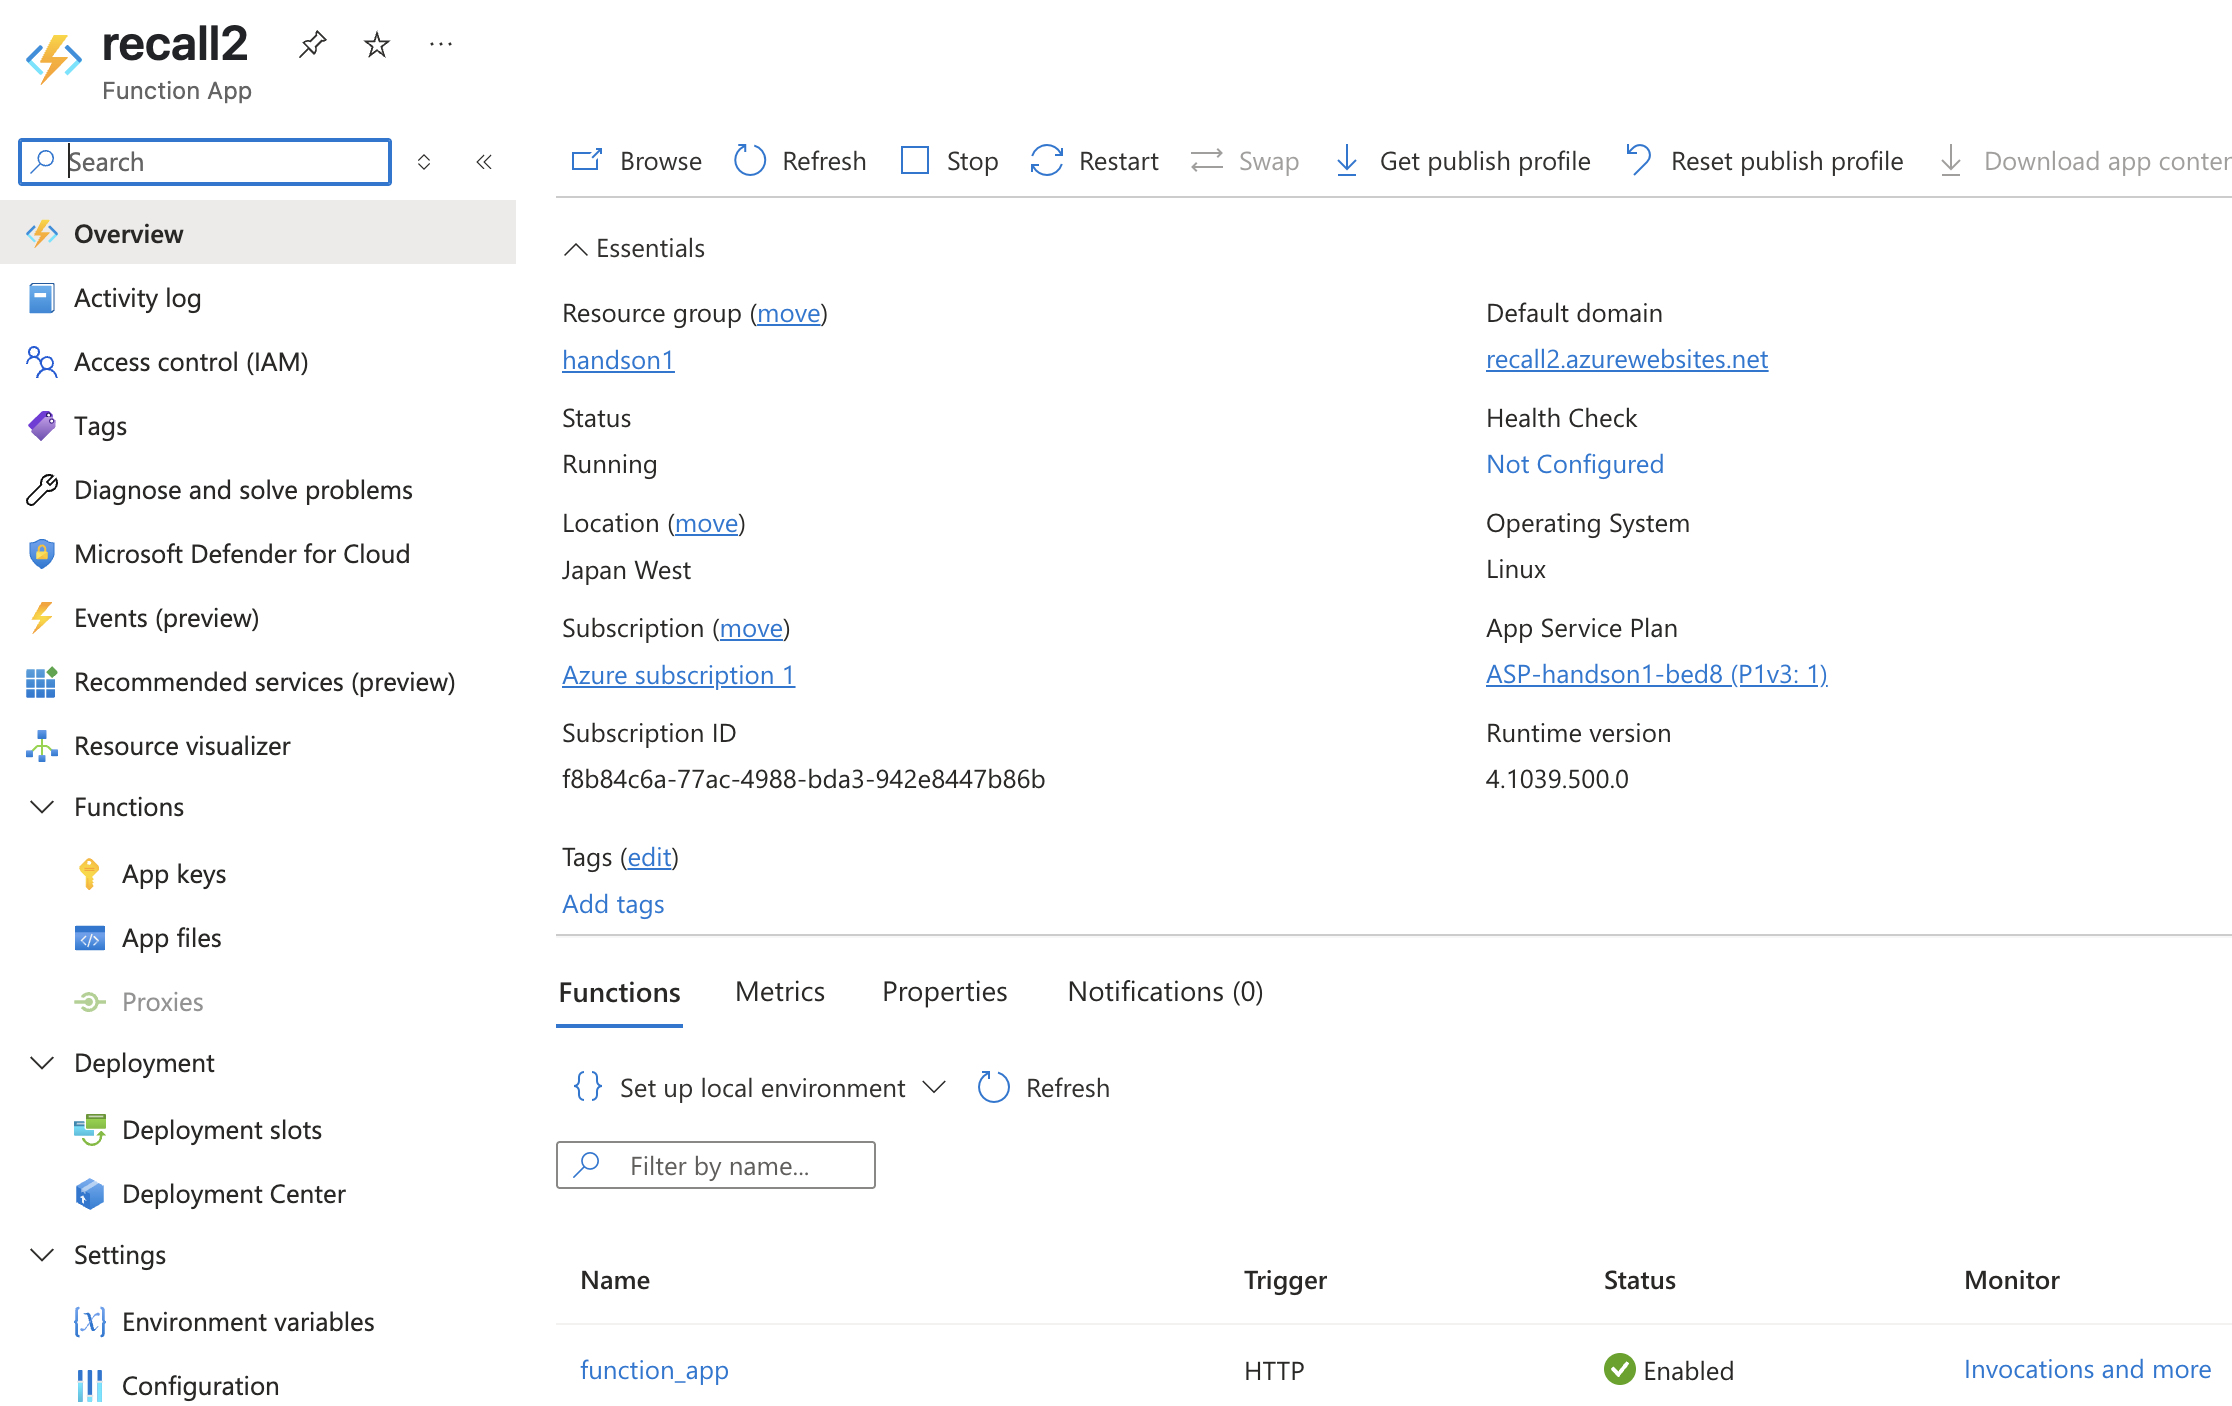 recall2
Function App
Search
Browse Refresh Stop Restart Swap Get publish profile Reset publish profile Download app conten
Overview
Activity log
Access control (IAM)
Tags
Diagnose and solve problems
Microsoft Defender for Cloud
Events (preview)
Recommended services (preview)
Resource visualizer
Functions
App keys
App files
Proxies
Deployment
Deployment slots
Deployment Center
Settings
Environment variables
Configuration
Essentials
Resource group (move)
handson1
Status
Running
Location (move)
Japan West
Subscription (move)
Azure subscription 1
Subscription ID
f8b84c6a-77ac-4988-bda3-942e8447b86b
Tags (edit)
Add tags
Default domain
recall2.azurewebsites.net
Health Check
Not Configured
Operating System
Linux
App Service Plan
ASP-handson1-bed8 (P1v3: 1)
Runtime version
4.1039.500.0
Functions Metrics Properties Notifications (0)
Set up local environment Refresh
Filter by name...
Name Trigger Status Monitor
function_app HTTP Enabled Invocations and more